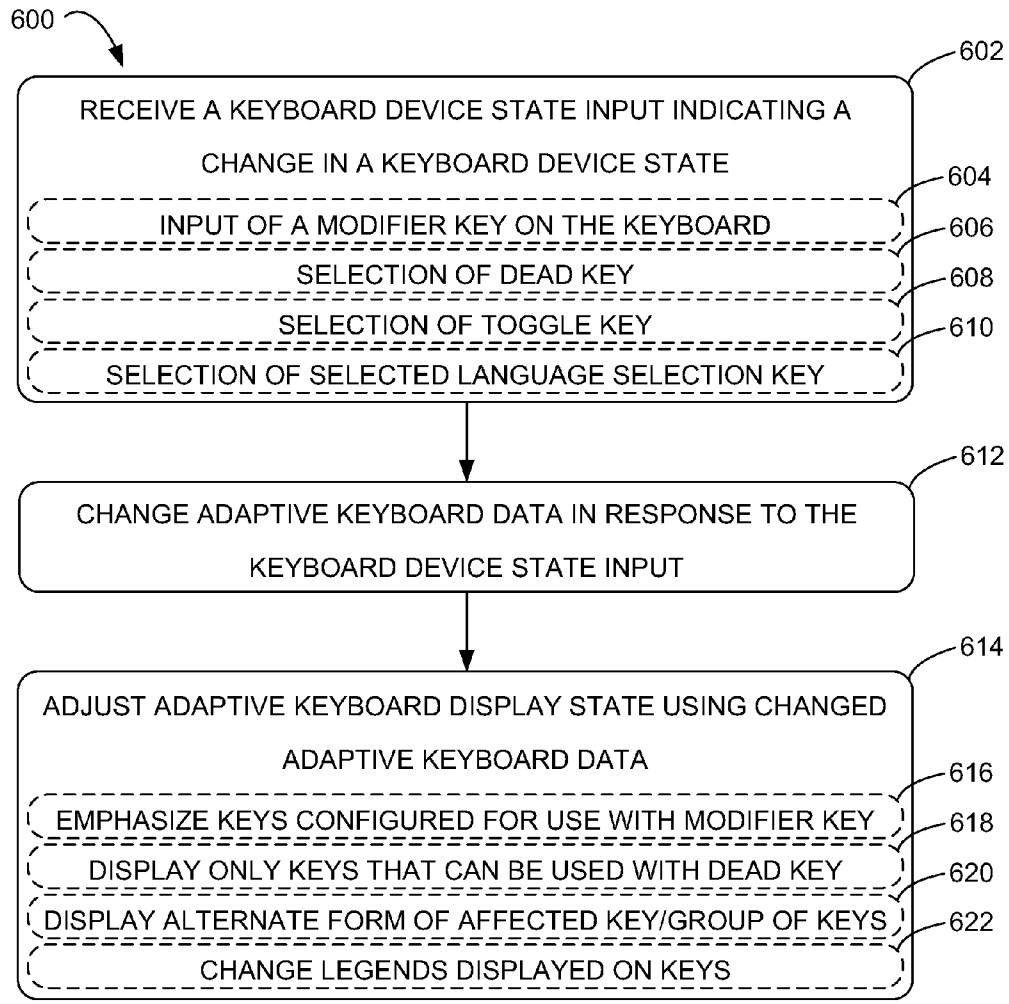 600
602
RECEIVE A KEYBOARD DEVICE STATE INPUT INDICATING A
CHANGE IN A KEYBOARD DEVICE STATE
604
INPUT OF A MODIFIER KEY ON THE KEYBOARD
606
SELECTION OF DEAD KEY
608
SELECTION OF TOGGLE KEY
610
SELECTION OF SELECTED LANGUAGE SELECTION KEY
612
CHANGE ADAPTIVE KEYBOARD DATA IN RESPONSE TO THE
KEYBOARD DEVICE STATE INPUT
614
ADJUST ADAPTIVE KEYBOARD DISPLAY STATE USING CHANGED
ADAPTIVE KEYBOARD DATA
616
EMPHASIZE KEYS CONFIGURED FOR USE WITH MODIFIER KEY
618
DISPLAY ONLY KEYS THAT CAN BE USED WITH DEAD KEY
620
DISPLAY ALTERNATE FORM OF AFFECTED KEY/GROUP OF KEYS
622
CHANGE LEGENDS DISPLAYED ON KEYS